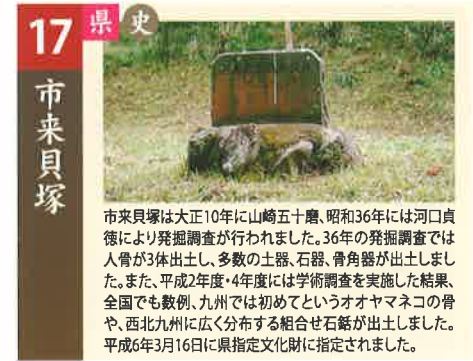 17
県
史
市来貝塚
市来貝塚は大正10年に山崎五十磨、昭和36年には河口貞
徳により発掘調査が行われました。36年の発掘調査では
人骨が3体出土し、多数の土器、石器、骨角器が出土しまし
た。また、平成2年度・4年度には学術調査を実施した結果、
全国でも数例、九州では初めてというオオヤマネコの骨
や、西北九州に広く分布する組合せ石銛が出土しました。
平成6年3月16日に県指定文化財に指定されました。